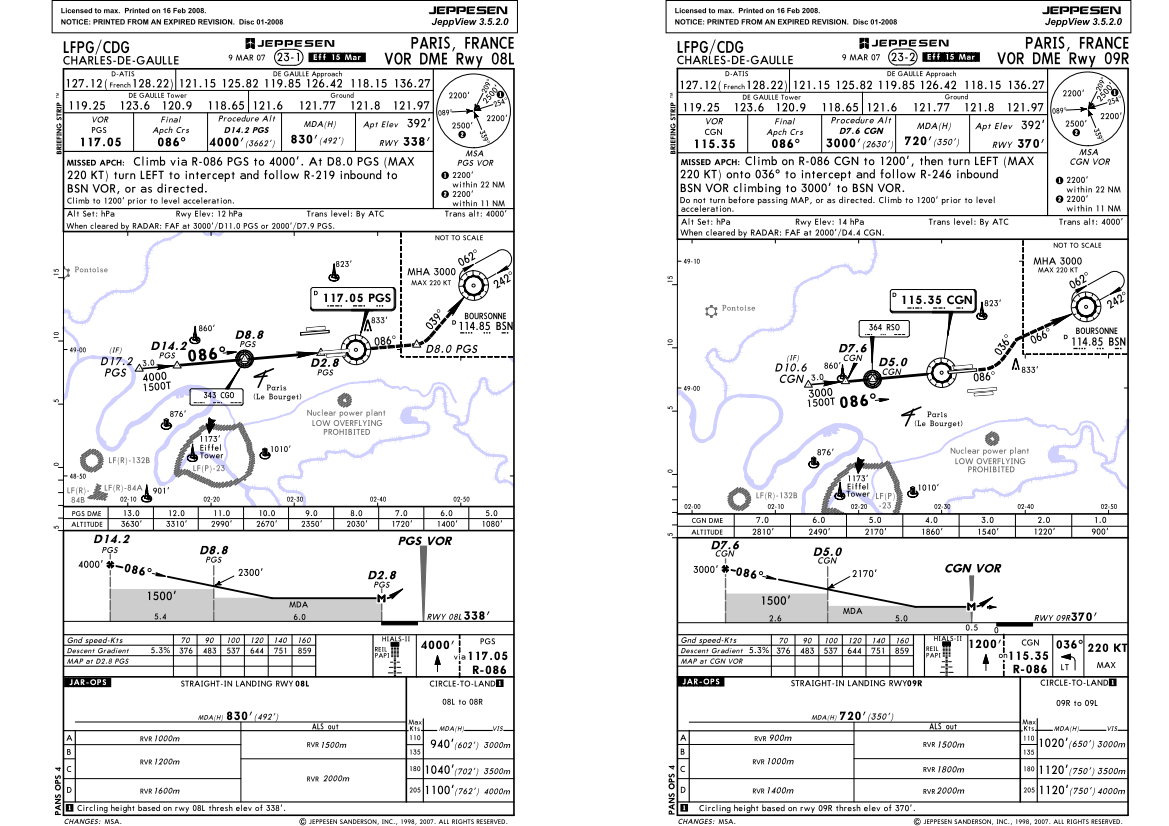 Licensed to max. Printed on 16 Feb 2008.
NOTICE: PRINTED FROM AN EXPIRED REVISION. Disc 01-2008
JEPPESEN
JeppView 3.5.2.0
LFPG/CDG
CHARLES-DE-GAULLE
JEPPESEN
9 MAR 07 23-1 Eff 15 Mar
PARIS, FRANCE
VOR DME Rwy 08L
D-ATIS
DE GAULLE Approach
127.12 (French 128.22) 121.15 125.82 119.85 126.42 118.15 136.27
DE GAULLE Tower
Ground
119.25 123.6 120.9 118.65 121.6 121.77 121.8 121.97
BRIEFING STRIP TM
VOR
PGS
117.05
Final
Apch Crs
086°
Procedure Alt
D14.2 PGS
4000' (3662')
MDA(H)
830' (492')
Apt Elev 392'
RWY 338'
MISSED APCH: Climb via R-086 PGS to 4000'. At D8.0 PGS (MAX
220 KT) turn LEFT to intercept and follow R-219 inbound to
BSN VOR, or as directed.
Climb to 1200' prior to level acceleration.
Alt Set: hPa Rwy Elev: 12 hPa Trans level: By ATC Trans alt: 4000'
When cleared by RADAR: FAF at 3000'/D11.0 PGS or 2000'/D7.9 PGS.
2200'
209°
2500'
1
254°
089°
2200'
2500'
2
339°
MSA
PGS VOR
1 2200'
within 22 NM
2 2200'
within 11 NM
NOT TO SCALE
MHA 3000
MAX 220 KT
062°
242°
BOURSONNE
D 114.85 BSN
039°
823'
15
Pontoise
D 117.05 PGS
833'
10
860'
D8.8
PGS
D14.2
PGS
086°
086°
49-00
(IF)
D17.2
PGS
3.0
4000
1500T
D2.8
PGS
D8.0 PGS
343 CGO
Paris
(Le Bourget)
5
Nuclear power plant
LOW OVERFLYING
PROHIBITED
876'
1173'
Eiffel
Tower
1010'
LF(R)-132B
LF(P)-23
0
48-50
LF(R)-
84B
LF(R)-84A
901'
02-10 02-20 02-30 02-40 02-50
5
PGS DME 13.0 12.0 11.0 10.0 9.0 8.0 7.0 6.0 5.0
ALTITUDE 3630' 3310' 2990' 2670' 2350' 2030' 1720' 1400' 1080'
D14.2
PGS
4000'
086°
D8.8
PGS
2300'
PGS VOR
D2.8
PGS
1500'
MDA
M
5.4
6.0
RWY 08L 338'
Gnd speed-Kts 70 90 100 120 140 160
Descent Gradient 5.3% 376 483 537 644 751 859
MAP at D2.8 PGS
HIALS-II
REIL
PAPI
4000'
via
PGS
117.05
R-086
JAR-OPS
STRAIGHT-IN LANDING RWY 08L
CIRCLE-TO-LAND 1
08L to 08R
MDA(H) 830' (492')
ALS out
Max
Kts
MDA(H) VIS
A
B
C
D
RVR 1000m
RVR 1200m
RVR 1600m
RVR 1500m
RVR 2000m
110
135
940' (602') 3000m
180 1040' (702') 3500m
205 1100' (762') 4000m
PANS OPS 4
1 Circling height based on rwy 08L thresh elev of 338'.
CHANGES: MSA.
© JEPPESEN SANDERSON, INC., 1998, 2007. ALL RIGHTS RESERVED.
Licensed to max. Printed on 16 Feb 2008.
NOTICE: PRINTED FROM AN EXPIRED REVISION. Disc 01-2008
JEPPESEN
JeppView 3.5.2.0
LFPG/CDG
CHARLES-DE-GAULLE
JEPPESEN
9 MAR 07 23-2 Eff 15 Mar
PARIS, FRANCE
VOR DME Rwy 09R
D-ATIS
DE GAULLE Approach
127.12 (French 128.22) 121.15 125.82 119.85 126.42 118.15 136.27
DE GAULLE Tower
Ground
119.25 123.6 120.9 118.65 121.6 121.77 121.8 121.97
BRIEFING STRIP TM
VOR
CGN
115.35
Final
Apch Crs
086°
Procedure Alt
D7.6 CGN
3000' (2630')
MDA(H)
720' (350')
Apt Elev 392'
RWY 370'
MISSED APCH: Climb on R-086 CGN to 1200', then turn LEFT (MAX
220 KT) onto 036° to intercept and follow R-246 inbound
BSN VOR climbing to 3000' to BSN VOR.
Do not turn before passing MAP, or as directed. Climb to 1200' prior to level
acceleration.
Alt Set: hPa Rwy Elev: 14 hPa Trans level: By ATC Trans alt: 4000'
When cleared by RADAR: FAF at 2000'/D4.4 CGN.
2200'
209°
2500'
1
254°
089°
2200'
2500'
2
339°
MSA
CGN VOR
1 2200'
within 22 NM
2 2200'
within 11 NM
49-10
NOT TO SCALE
MHA 3000
MAX 220 KT
062°
242°
BOURSONNE
D 114.85 BSN
15
D 115.35 CGN
823'
Pontoise
364 RSO
10
036°
066°
860'
D7.6
CGN
D5.0
CGN
(IF)
D10.6
CGN
3.0
3000
1500T
086°
086°
833'
49-00
5
Paris
(Le Bourget)
Nuclear power plant
LOW OVERFLYING
PROHIBITED
876'
1173'
Eiffel
Tower
LF(P)
-23
1010'
LF(R)-132B
0
02-00 02-10 02-20 02-30 02-40 02-50
5
CGN DME 7.0 6.0 5.0 4.0 3.0 2.0 1.0
ALTITUDE 2810' 2490' 2170' 1860' 1540' 1220' 900'
D7.6
CGN
3000'
086°
D5.0
CGN
2170'
CGN VOR
1500'
MDA
M
2.6
5.0
0.5
0
RWY 09R 370'
Gnd speed-Kts 70 90 100 120 140 160
Descent Gradient 5.3% 376 483 537 644 751 859
MAP at CGN VOR
HIALS-II
REIL
PAPI
1200'
on
CGN
115.35
R-086
036°
LT
220 KT
MAX
JAR-OPS
STRAIGHT-IN LANDING RWY 09R
CIRCLE-TO-LAND 1
09R to 09L
MDA(H) 720' (350')
ALS out
Max
Kts
MDA(H) VIS
A
B
C
D
RVR 900m
RVR 1000m
RVR 1400m
RVR 1500m
RVR 1800m
RVR 2000m
110
135
1020' (650') 3000m
180 1120' (750') 3500m
205 1120' (750') 4000m
PANS OPS 4
1 Circling height based on rwy 09R thresh elev of 370'.
CHANGES: MSA.
© JEPPESEN SANDERSON, INC., 1998, 2007. ALL RIGHTS RESERVED.